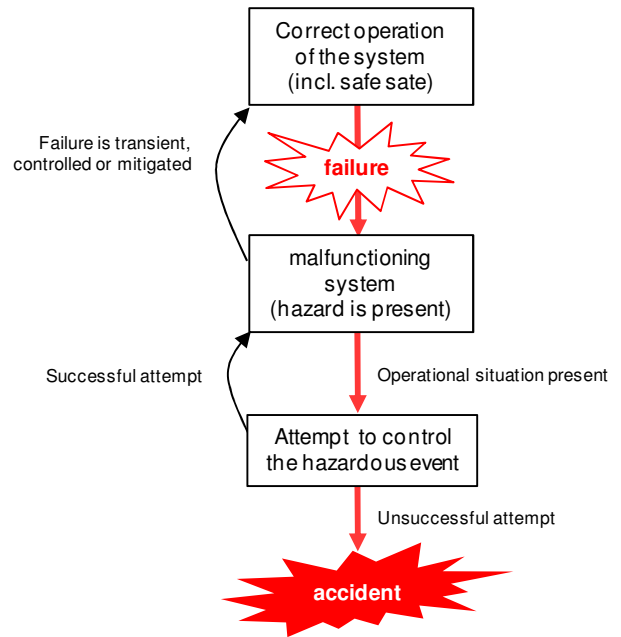 Correct operation
of the system
(incl. safe sate)
Failure is transient,
controlled or mitigated
failure
malfunctioning
system
(hazard is present)
Successful attempt
Operational situation present
Attempt to control
the hazardous event
Unsuccessful attempt
accident